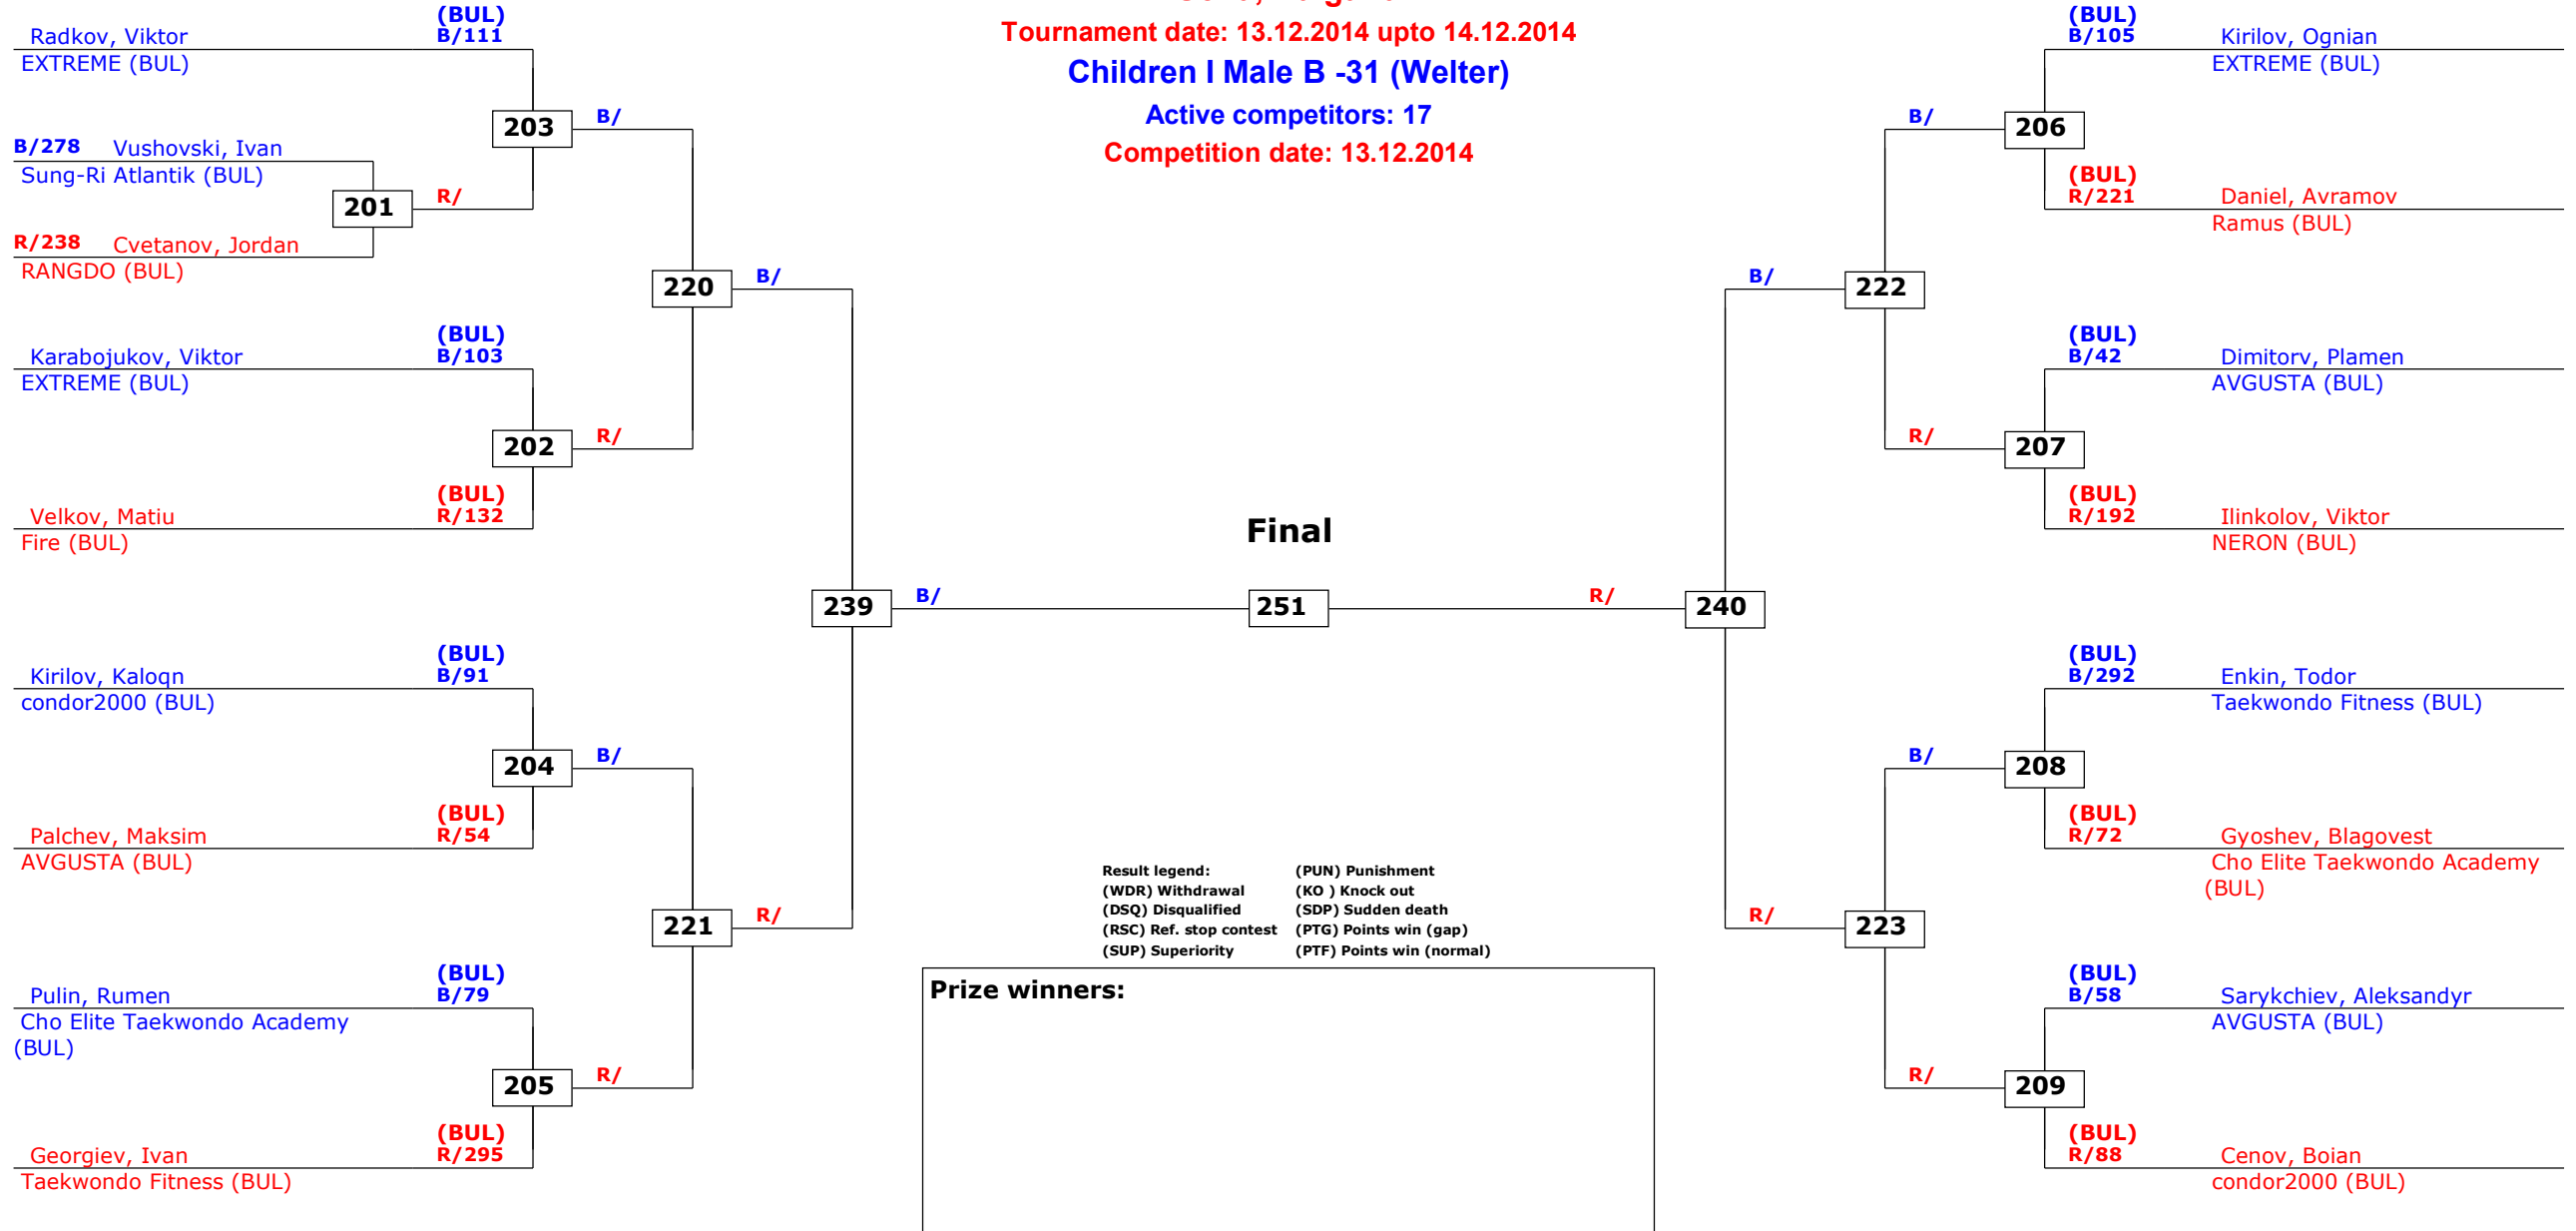 Tournament date: 13.12.2014 upto 14.12.2014
Children I Male B -31 (Welter)
Active competitors: 17
Competition date: 13.12.2014
(BUL)
Radkov, Viktor B/111
EXTREME (BUL)
203
B/
B/278 Vushovski, Ivan
Sung-Ri Atlantik (BUL)
201
R/
R/238 Cvetanov, Jordan
RANGDO (BUL)
220
B/
(BUL)
Karabojukov, Viktor B/103
EXTREME (BUL)
202
R/
(BUL)
Velkov, Matiu R/132
Fire (BUL)
239
B/
(BUL)
Kirilov, Kaloqn B/91
condor2000 (BUL)
204
B/
(BUL)
Palchev, Maksim R/54
AVGUSTA (BUL)
221
R/
(BUL)
Pulin, Rumen B/79
Cho Elite Taekwondo Academy
(BUL)
205
R/
(BUL)
Georgiev, Ivan R/295
Taekwondo Fitness (BUL)
Final
251
R/
240
(BUL)
B/105 Kirilov, Ognian
EXTREME (BUL)
B/
206
(BUL)
R/221 Daniel, Avramov
Ramus (BUL)
B/
222
(BUL)
B/42 Dimitorv, Plamen
AVGUSTA (BUL)
R/
207
(BUL)
R/192 Ilinkolov, Viktor
NERON (BUL)
(BUL)
B/292 Enkin, Todor
Taekwondo Fitness (BUL)
B/
208
(BUL)
R/72 Gyoshev, Blagovest
Cho Elite Taekwondo Academy
(BUL)
R/
223
(BUL)
B/58 Sarykchiev, Aleksandyr
AVGUSTA (BUL)
R/
209
(BUL)
R/88 Cenov, Boian
condor2000 (BUL)
Result legend: (PUN) Punishment
(WDR) Withdrawal (KO ) Knock out
(DSQ) Disqualified (SDP) Sudden death
(RSC) Ref. stop contest (PTG) Points win (gap)
(SUP) Superiority (PTF) Points win (normal)
Prize winners: